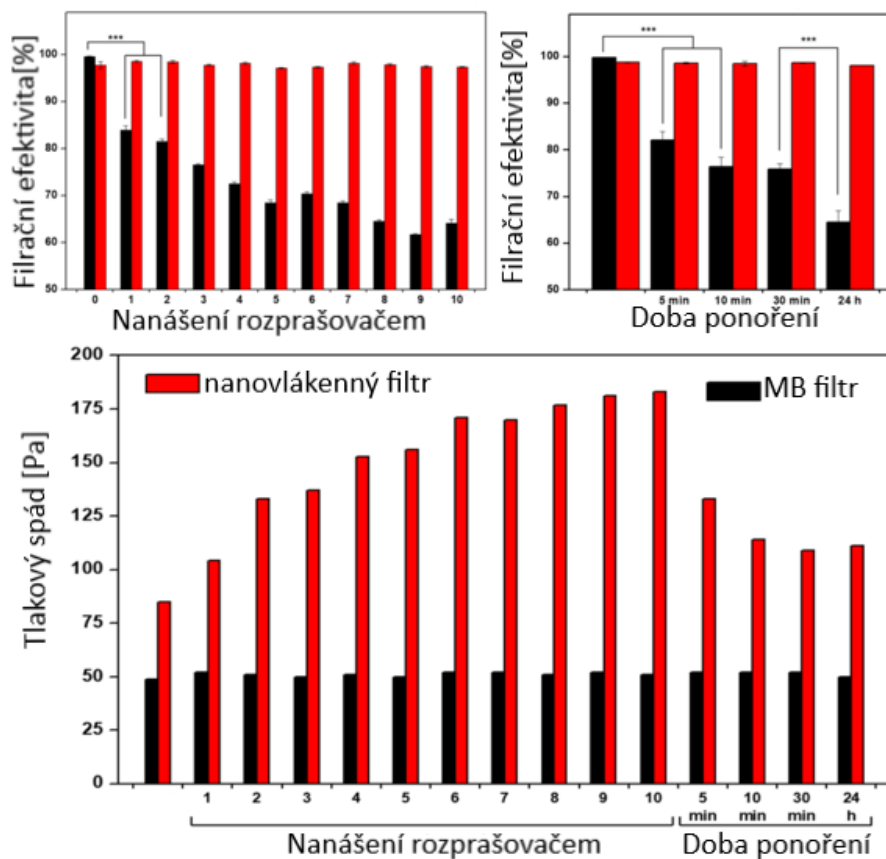 ***
100
90
80
70
60
50
Filrační efektivita[%]
0 1 2 3 4 5 6 7 8 9 10
Nanášení rozprašovačem
***
***
100
90
80
70
60
50
Filrační efektivita[%]
5 min 10 min 30 min 24 h
Doba ponoření
200
175
150
125
100
75
50
25
0
Tlakový spád [Pa]
nanovlákenný filtr
MB filtr
1 2 3 4 5 6 7 8 9 10 5 10 30 24
min min min h
Nanášení rozprašovačem
Doba ponoření